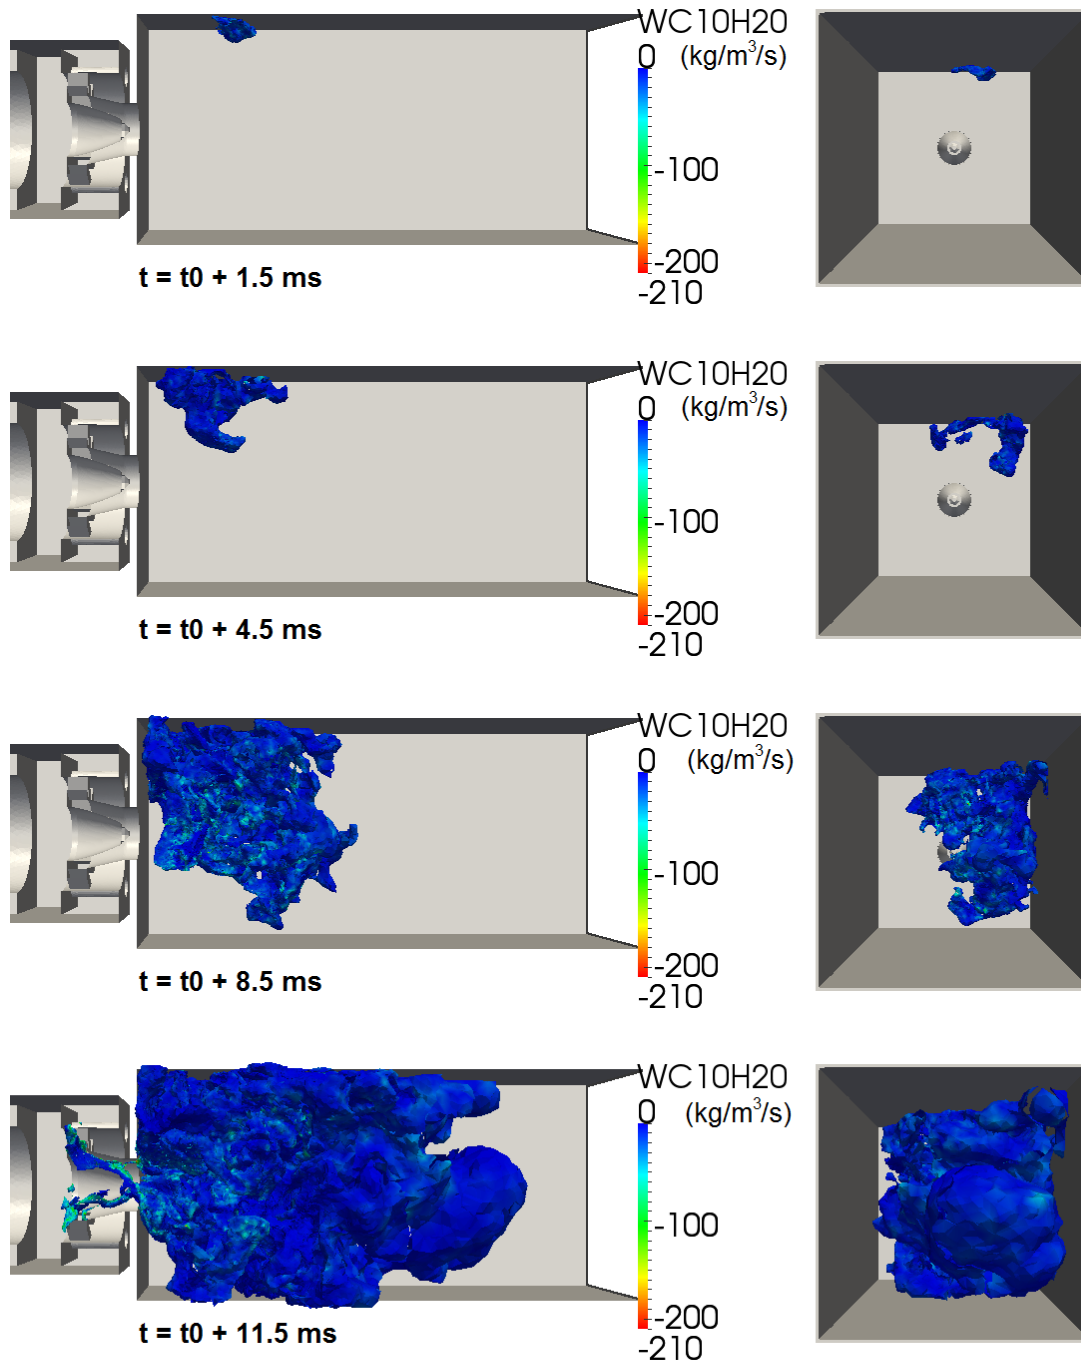 WC10H20
0 (kg/m³/s)
-100
-200
-210
t = t0 + 1.5 ms
WC10H20
0 (kg/m³/s)
-100
-200
-210
t = t0 + 4.5 ms
WC10H20
0 (kg/m³/s)
-100
-200
-210
t = t0 + 8.5 ms
WC10H20
0 (kg/m³/s)
-100
-200
-210
t = t0 + 11.5 ms